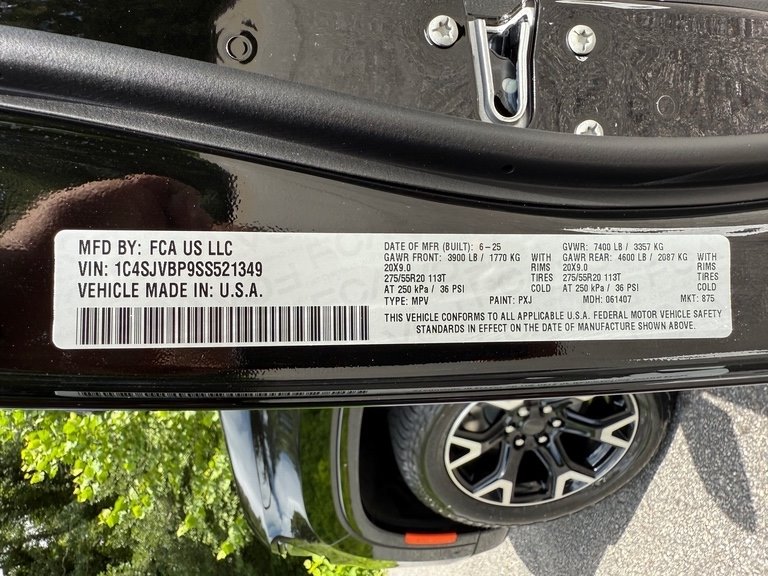 MFD BY: FCA US LLC
VIN: 1C4SJVBP9SS521349
VEHICLE MADE IN: U.S.A.
DATE OF MFR (BUILT): 6-25
GAWR FRONT: 3900 LB / 1770 KG WITH
20X9.0 RIMS
275/55R20 113T TIRES
AT 250 kPa / 36 PSI COLD
TYPE: MPV PAINT: PXJ
GVWR: 7400 LB / 3357 KG
GAWR REAR: 4600 LB / 2087 KG WITH
20X9.0 RIMS
275/55R20 113T TIRES
AT 250 kPa / 36 PSI COLD
MDH: 061407 MKT: 875
THIS VEHICLE CONFORMS TO ALL APPLICABLE U.S.A. FEDERAL MOTOR VEHICLE SAFETY
STANDARDS IN EFFECT ON THE DATE OF MANUFACTURE SHOWN ABOVE.